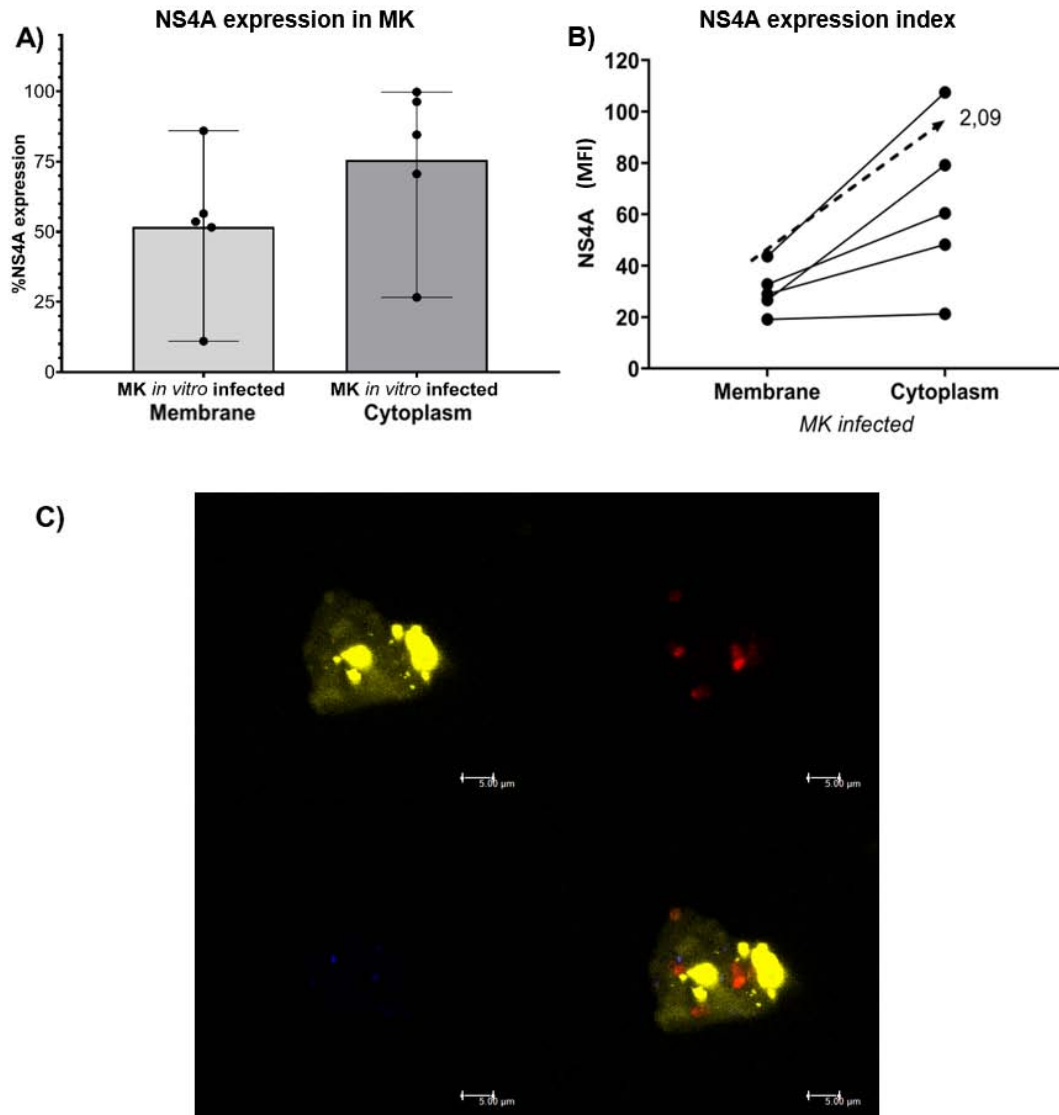 A)
NS4A expression in MK
%NS4A expression
100
75
50
25
0
MK in vitro infected
Membrane
MK in vitro infected
Cytoplasm
B)
NS4A expression index
NS4A (MFI)
120
100
80
60
40
20
0
2,09
Membrane
Cytoplasm
MK infected
C)
5.00 µm
5.00 µm
5.00 µm
5.00 µm